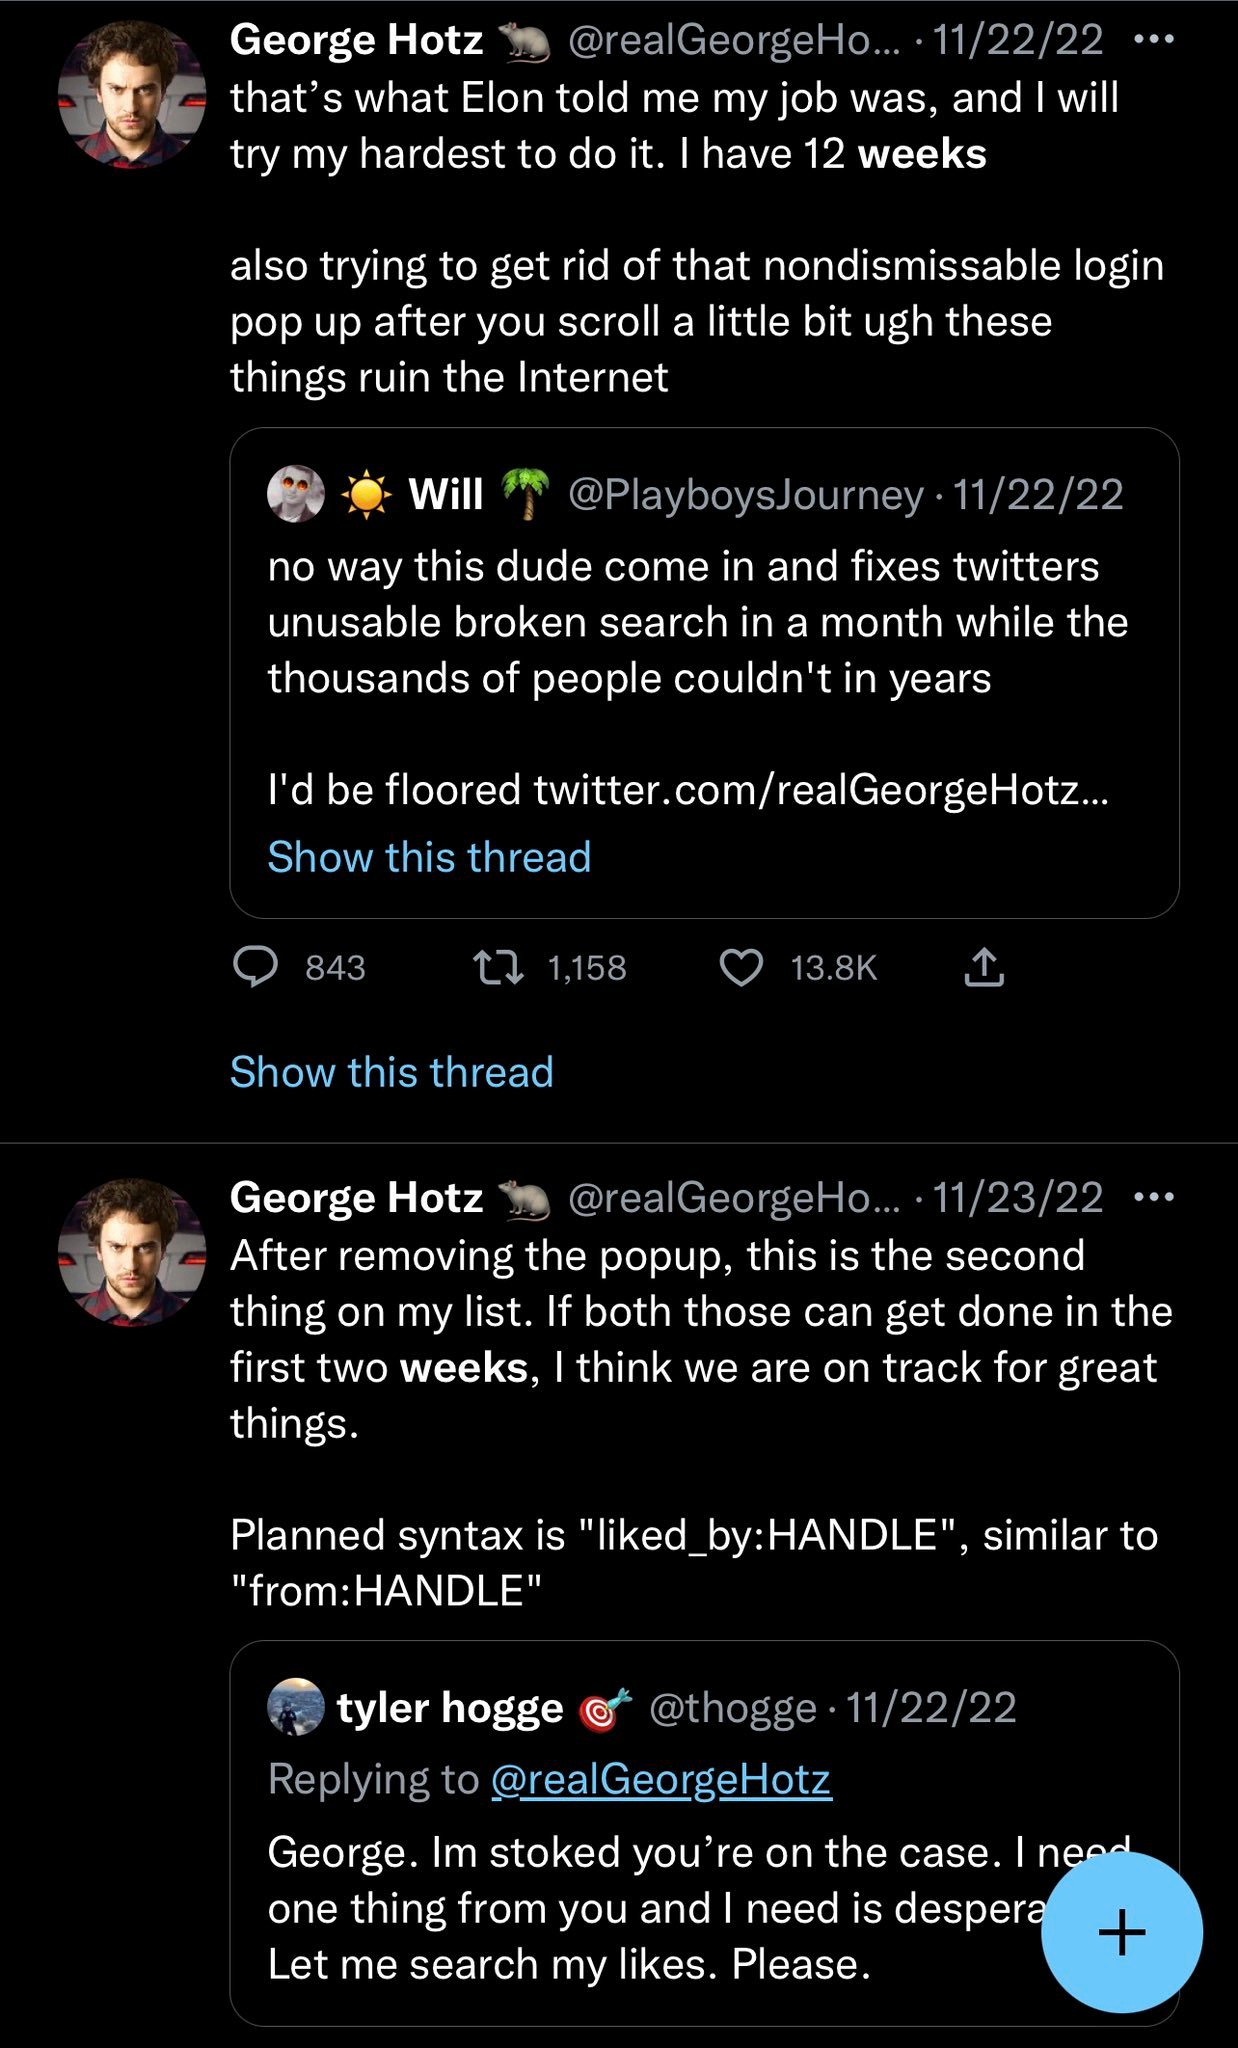 George Hotz 🐀 @realGeorgeHo... · 11/22/22 •••
that’s what Elon told me my job was, and I will
try my hardest to do it. I have 12 weeks
also trying to get rid of that nondismissable login
pop up after you scroll a little bit ugh these
things ruin the Internet
☀️ Will 🌴 @PlayboysJourney · 11/22/22
no way this dude come in and fixes twitters
unusable broken search in a month while the
thousands of people couldn't in years
I'd be floored twitter.com/realGeorgeHotz...
Show this thread
843 1,158 13.8K
Show this thread
George Hotz 🐀 @realGeorgeHo... · 11/23/22 •••
After removing the popup, this is the second
thing on my list. If both those can get done in the
first two weeks, I think we are on track for great
things.
Planned syntax is "liked_by:HANDLE", similar to
"from:HANDLE"
tyler hogge 🎯 @thogge · 11/22/22
Replying to @realGeorgeHotz
George. Im stoked you’re on the case. I need
one thing from you and I need is despera
Let me search my likes. Please.